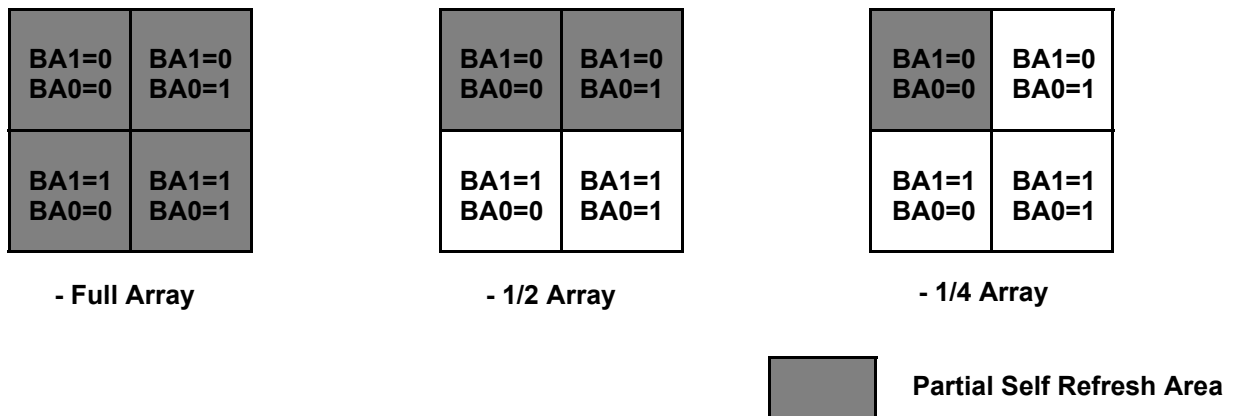 BA1=0 BA1=0 BA1=0 BA1=0 BA1=0 BA1=0
BA0=0 BA0=1 BA0=0 BA0=1 BA0=0 BA0=1
BA1=1 BA1=1 BA1=1 BA1=1 BA1=1 BA1=1
BA0=0 BA0=1 BA0=0 BA0=1 BA0=0 BA0=1
- Full Array - 1/2 Array - 1/4 Array
Partial Self Refresh Area